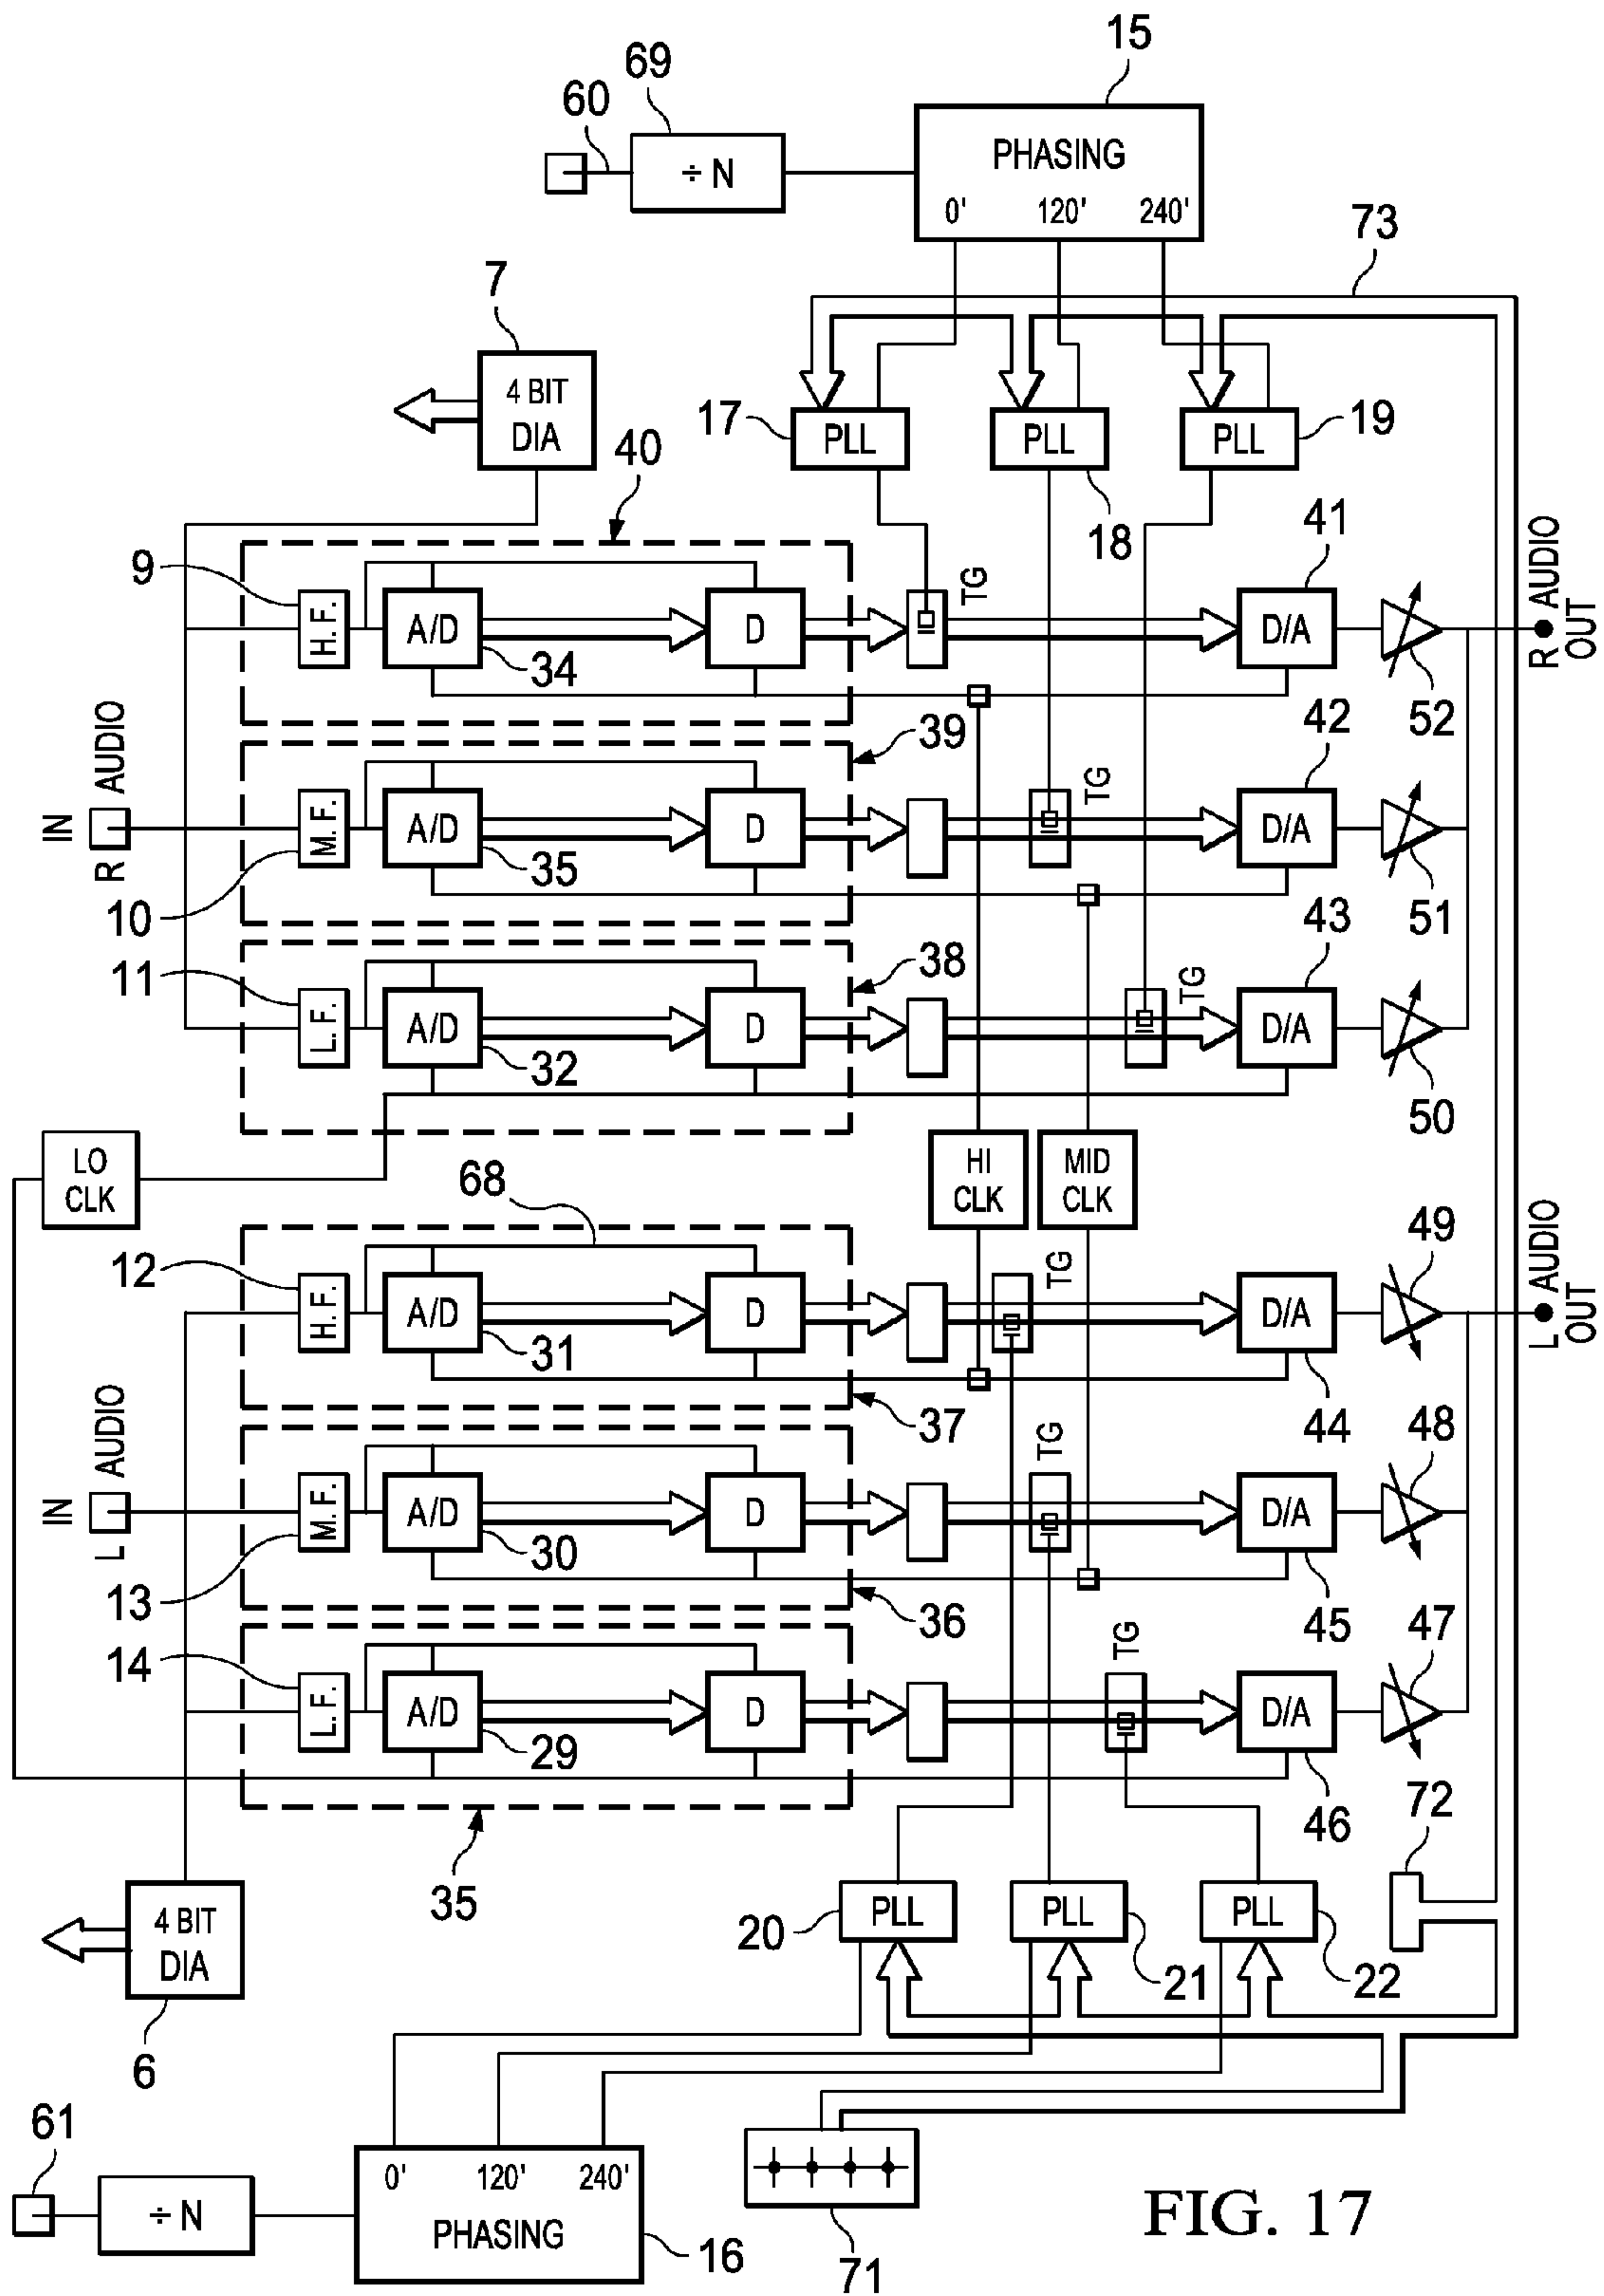 15
69
60
÷ N
PHASING
0' 120' 240'
73
7
4 BIT
DIA
17
PLL
PLL
18
PLL
19
40
9
H.F.
A/D
34
D
TG
41
D/A
52
R AUDIO
OUT
39
IN
R AUDIO
10
M.F.
A/D
35
D
TG
42
D/A
51
38
11
L.F.
A/D
32
D
TG
43
D/A
50
LO
CLK
HI
CLK
MID
CLK
68
12
H.F.
A/D
31
D
TG
D/A
44
49
L AUDIO
OUT
37
IN
L AUDIO
13
M.F.
A/D
30
D
TG
D/A
45
48
36
14
L.F.
A/D
29
D
TG
D/A
46
47
35
72
4 BIT
DIA
6
20
PLL
PLL
21
PLL
22
61
÷ N
0' 120' 240'
PHASING
16
71
FIG. 17